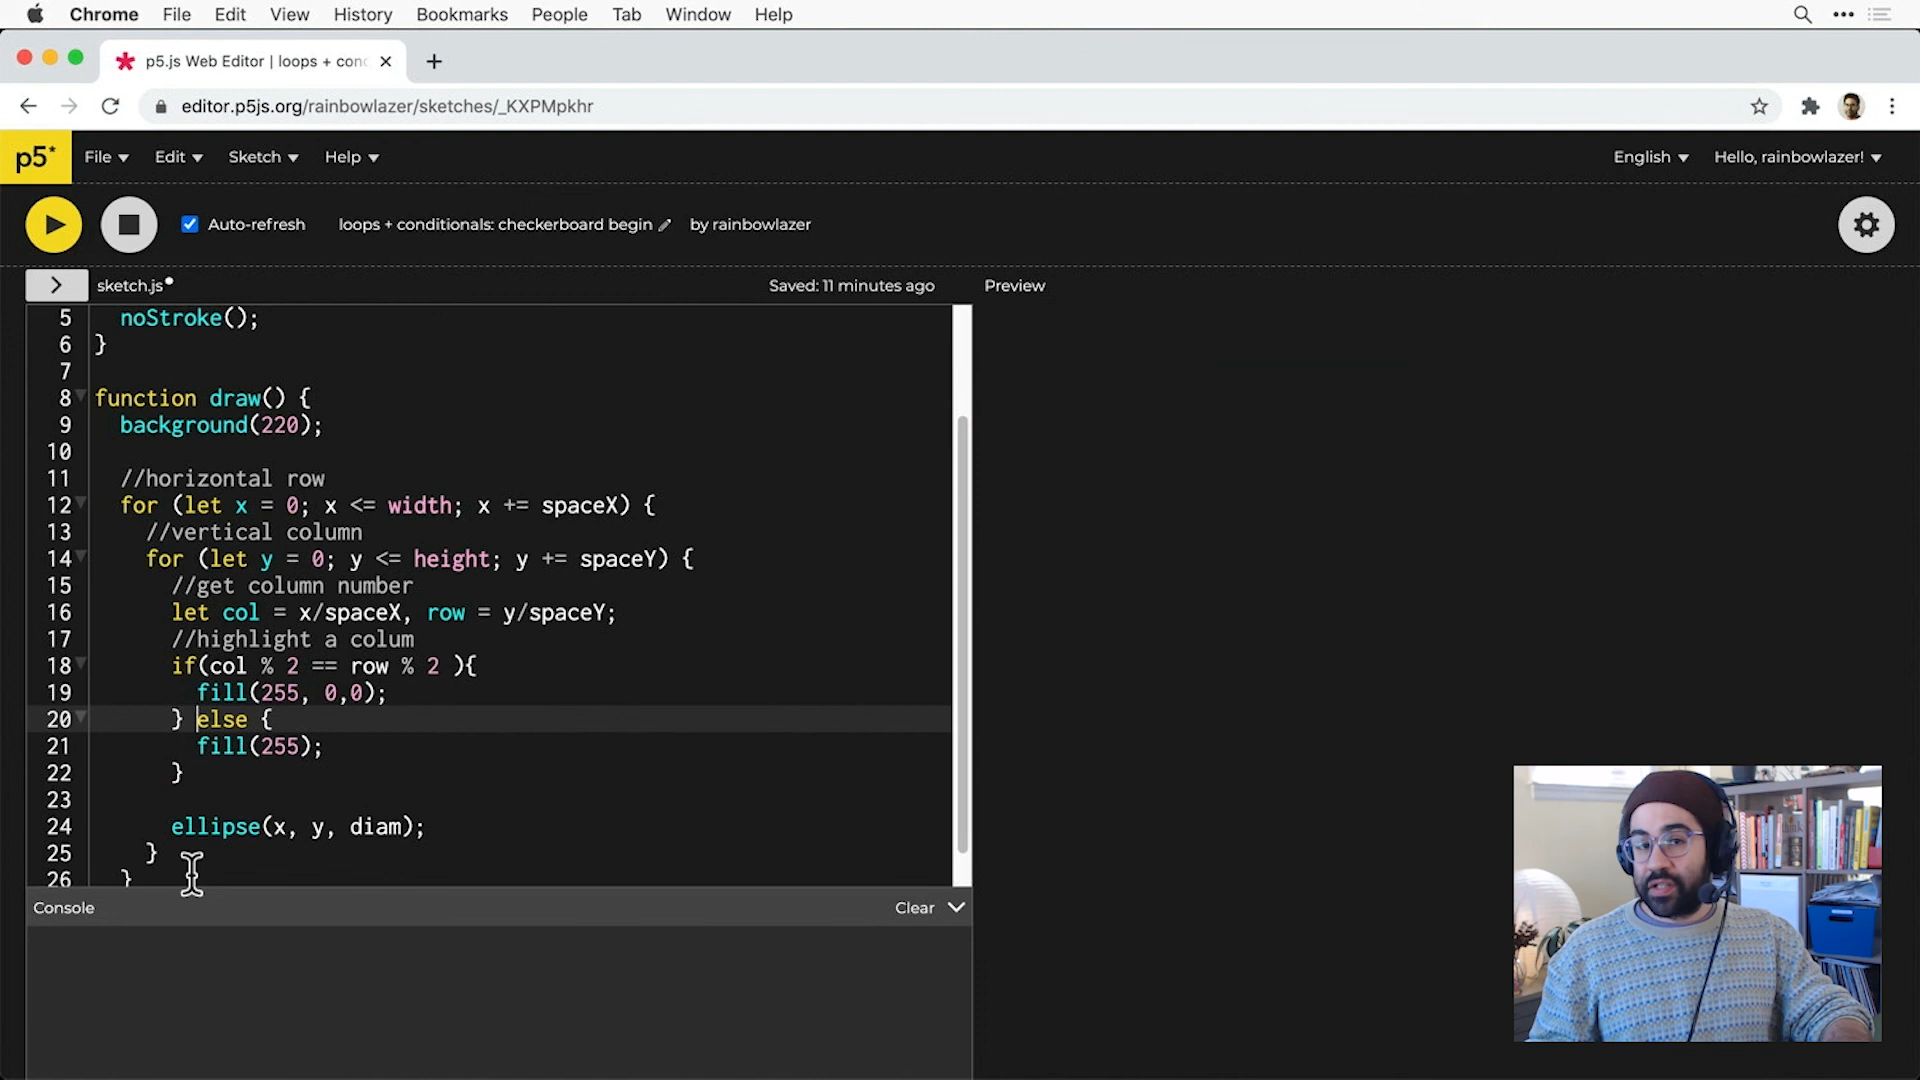 Chrome File Edit View History Bookmarks People Tab Window Help
p5.js Web Editor | loops + conc
editor.p5js.org/rainbowlazer/sketches/_KXPMpkhr
p5* File Edit Sketch Help English Hello, rainbowlazer!
Auto-refresh loops + conditionals: checkerboard begin by rainbowlazer
sketch.js Saved: 11 minutes ago Preview
5 noStroke();
6 }
7
8 function draw() {
9 background(220);
10
11 //horizontal row
12 for (let x = 0; x <= width; x += spaceX) {
13 //vertical column
14 for (let y = 0; y <= height; y += spaceY) {
15 //get column number
16 let col = x/spaceX, row = y/spaceY;
17 //highlight a colum
18 if(col % 2 == row % 2 ){
19 fill(255, 0,0);
20 } else {
21 fill(255);
22 }
23
24 ellipse(x, y, diam);
25 }
26 }
Console Clear